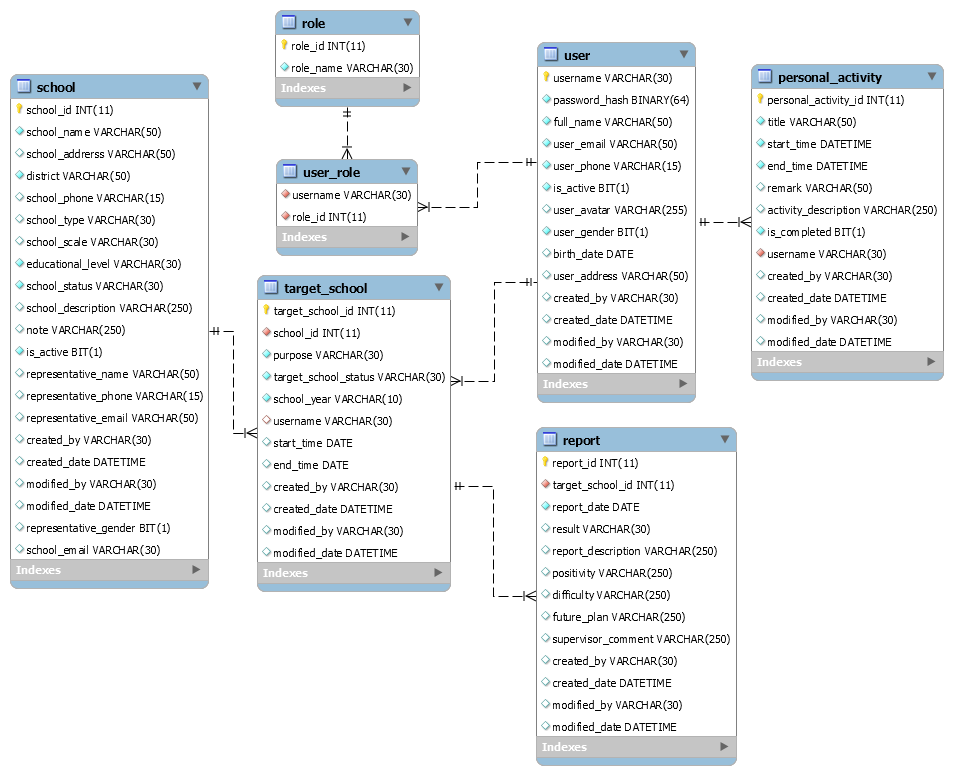 role
role_id INT(11)
role_name VARCHAR(30)
Indexes
school
school_id INT(11)
school_name VARCHAR(50)
school_addrerss VARCHAR(50)
district VARCHAR(50)
school_phone VARCHAR(15)
school_type VARCHAR(30)
school_scale VARCHAR(30)
educational_level VARCHAR(30)
school_status VARCHAR(30)
school_description VARCHAR(250)
note VARCHAR(250)
is_active BIT(1)
representative_name VARCHAR(50)
representative_phone VARCHAR(15)
representative_email VARCHAR(50)
created_by VARCHAR(30)
created_date DATETIME
modified_by VARCHAR(30)
modified_date DATETIME
representative_gender BIT(1)
school_email VARCHAR(30)
Indexes
user_role
username VARCHAR(30)
role_id INT(11)
Indexes
target_school
target_school_id INT(11)
school_id INT(11)
purpose VARCHAR(30)
target_school_status VARCHAR(30)
school_year VARCHAR(10)
username VARCHAR(30)
start_time DATE
end_time DATE
created_by VARCHAR(30)
created_date DATETIME
modified_by VARCHAR(30)
modified_date DATETIME
Indexes
user
username VARCHAR(30)
password_hash BINARY(64)
full_name VARCHAR(50)
user_email VARCHAR(50)
user_phone VARCHAR(15)
is_active BIT(1)
user_avatar VARCHAR(255)
user_gender BIT(1)
birth_date DATE
user_address VARCHAR(50)
created_by VARCHAR(30)
created_date DATETIME
modified_by VARCHAR(30)
modified_date DATETIME
Indexes
personal_activity
personal_activity_id INT(11)
title VARCHAR(50)
start_time DATETIME
end_time DATETIME
remark VARCHAR(50)
activity_description VARCHAR(250)
is_completed BIT(1)
username VARCHAR(30)
created_by VARCHAR(30)
created_date DATETIME
modified_by VARCHAR(30)
modified_date DATETIME
Indexes
report
report_id INT(11)
target_school_id INT(11)
report_date DATE
result VARCHAR(30)
report_description VARCHAR(250)
positivity VARCHAR(250)
difficulty VARCHAR(250)
future_plan VARCHAR(250)
supervisor_comment VARCHAR(250)
created_by VARCHAR(30)
created_date DATETIME
modified_by VARCHAR(30)
modified_date DATETIME
Indexes